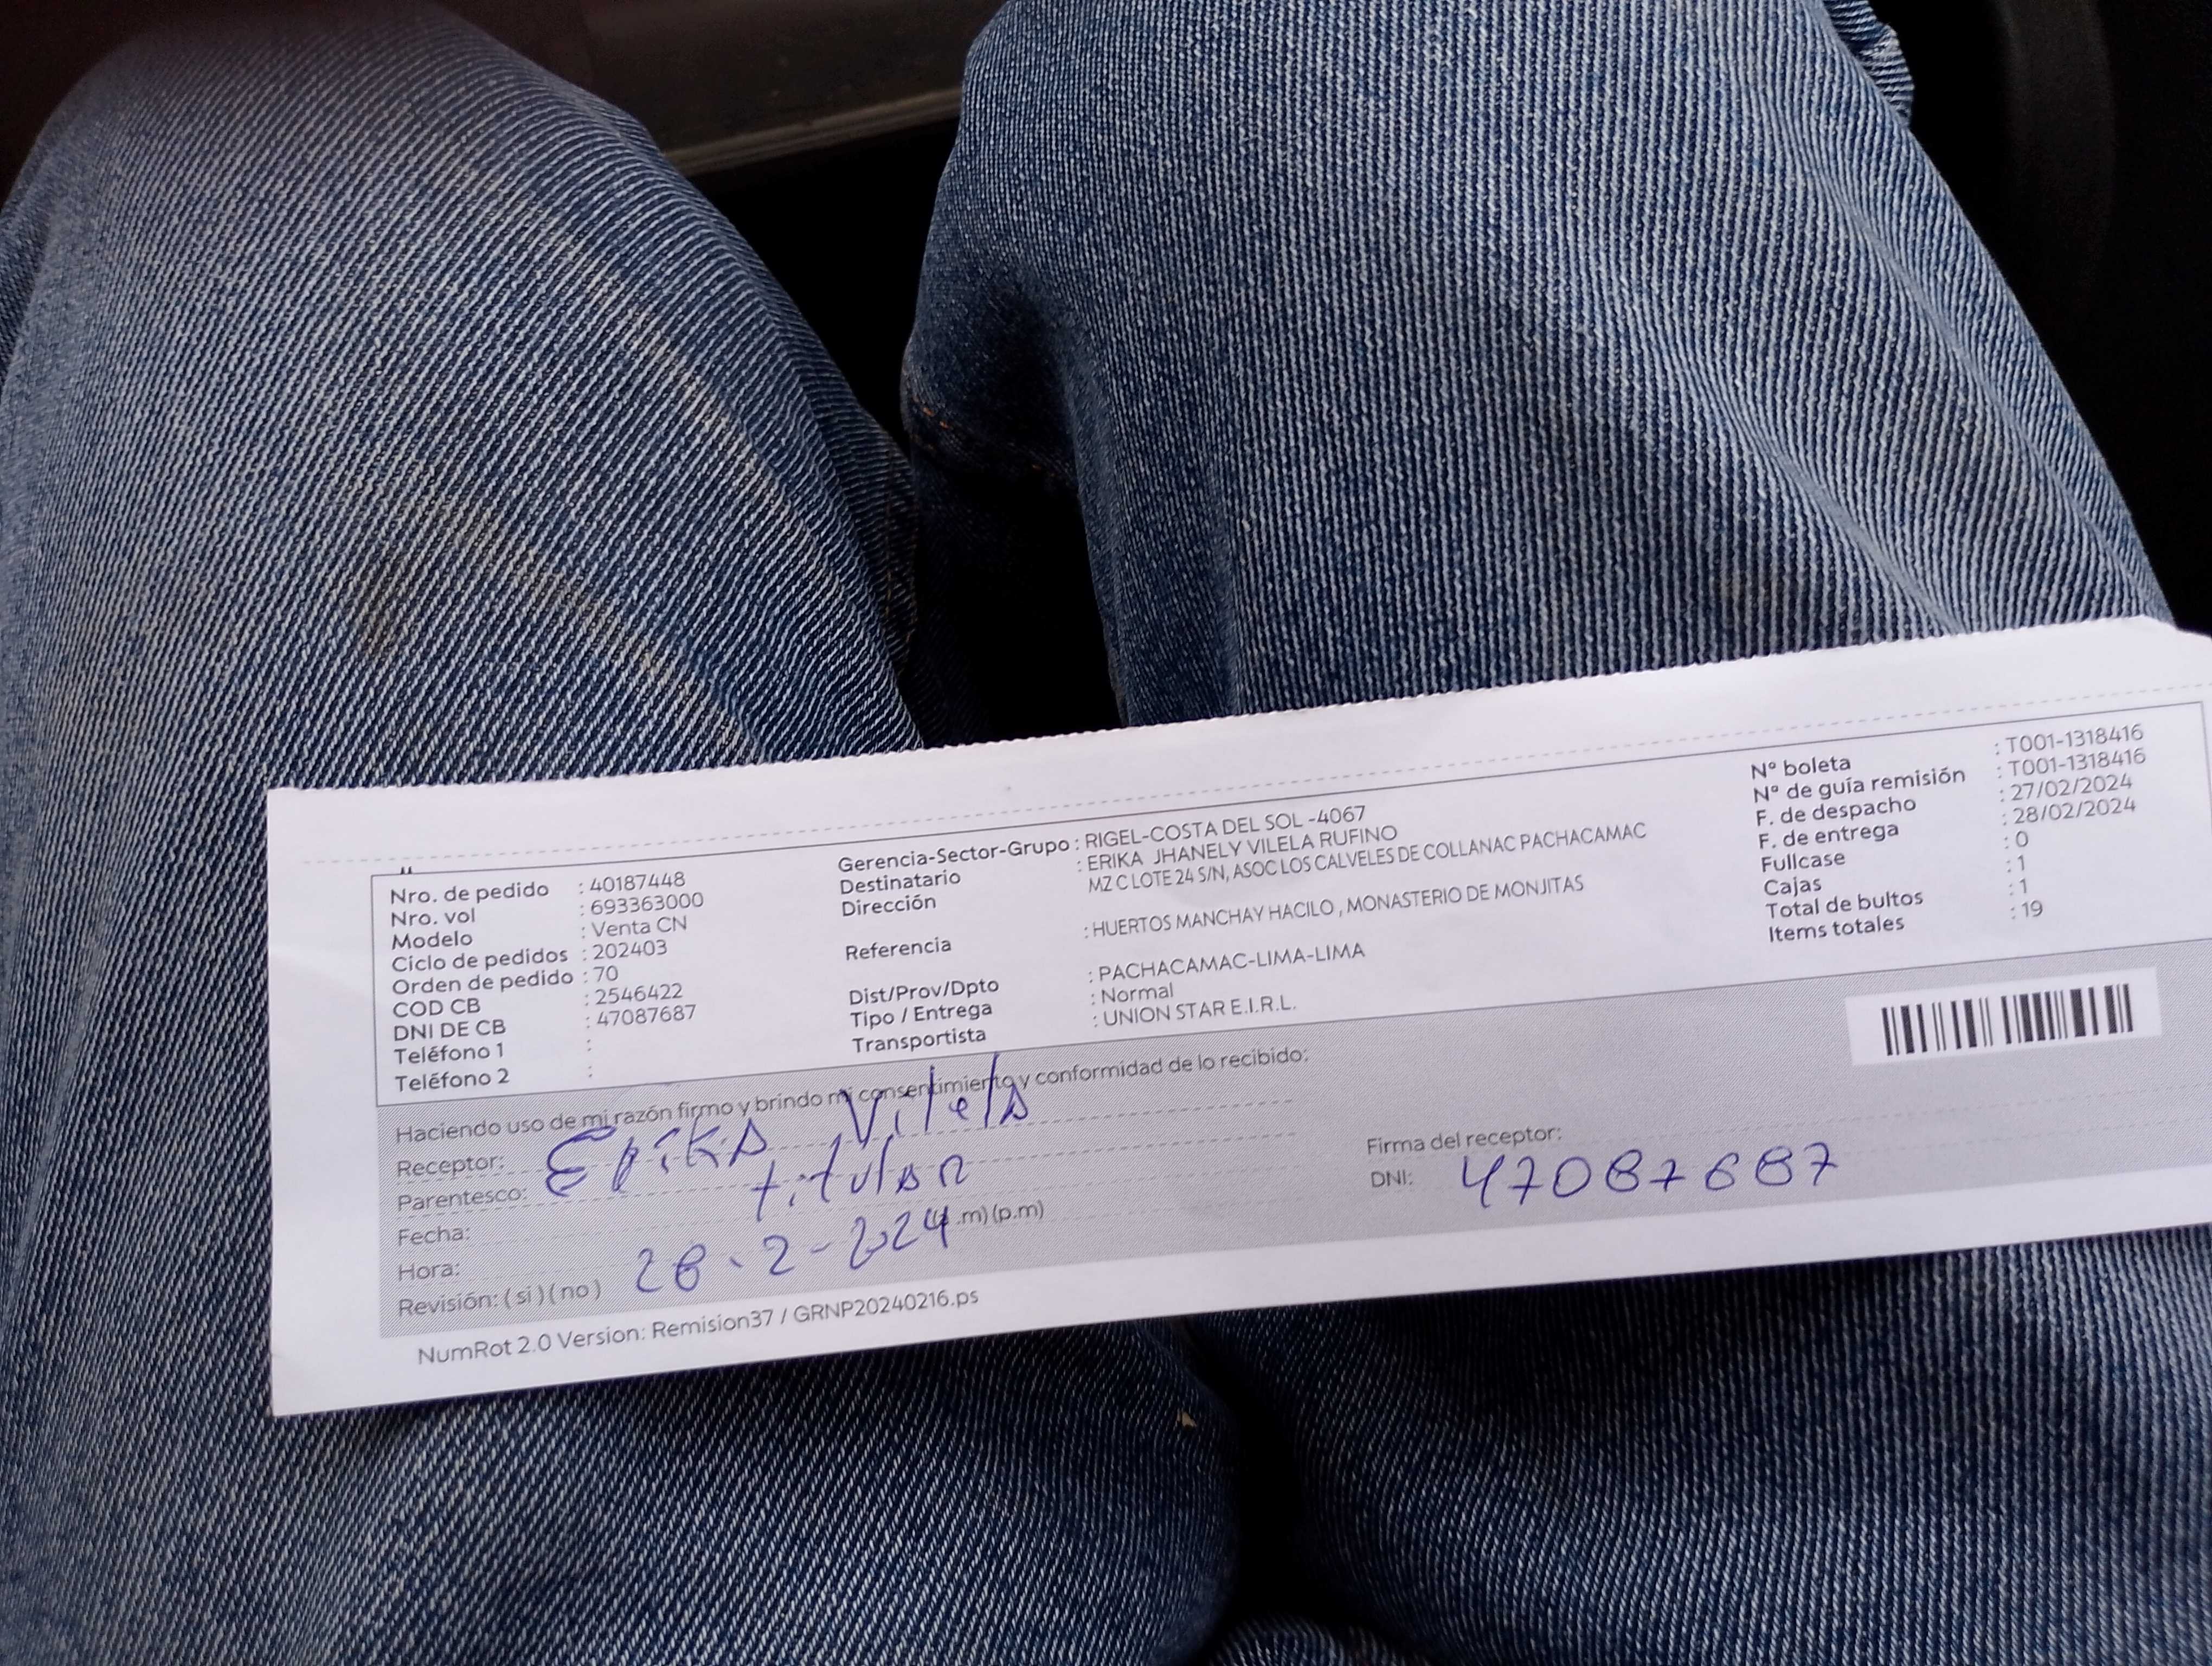 Nro. de pedido : 40187448
Nro. vol : 693363000
Modelo : Venta CN
Ciclo de pedidos : 202403
Orden de pedido : 70
COD CB : 2546422
DNI DE CB : 47087687
Teléfono 1 :
Teléfono 2 :
Gerencia-Sector-Grupo : RIGEL-COSTA DEL SOL -4067
Destinatario : ERIKA JHANELY VILELA RUFINO
Dirección MZ C LOTE 24 S/N, ASOC LOS CALVELES DE COLLANAC PACHACAMAC
Referencia : HUERTOS MANCHAY HACILO , MONASTERIO DE MONJITAS
Dist/Prov/Dpto : PACHACAMAC-LIMA-LIMA
Tipo / Entrega : Normal
Transportista : UNION STAR E.I.R.L.
N° boleta : T001-1318416
N° de guía remisión : T001-1318416
F. de despacho : 27/02/2024
F. de entrega : 28/02/2024
Fullcase : 0
Cajas : 1
Total de bultos : 1
Items totales : 19
Haciendo uso de mi razón firmo y brindo mi consentimiento y conformidad de lo recibido:
Receptor: Erika Vilela
Parentesco: titular
Fecha: 28-2-2024
Hora: (a.m) (p.m)
Revisión: ( si ) ( no )
Firma del receptor:
DNI: 47087687
NumRot 2.0 Version: Remision37 / GRNP20240216.ps